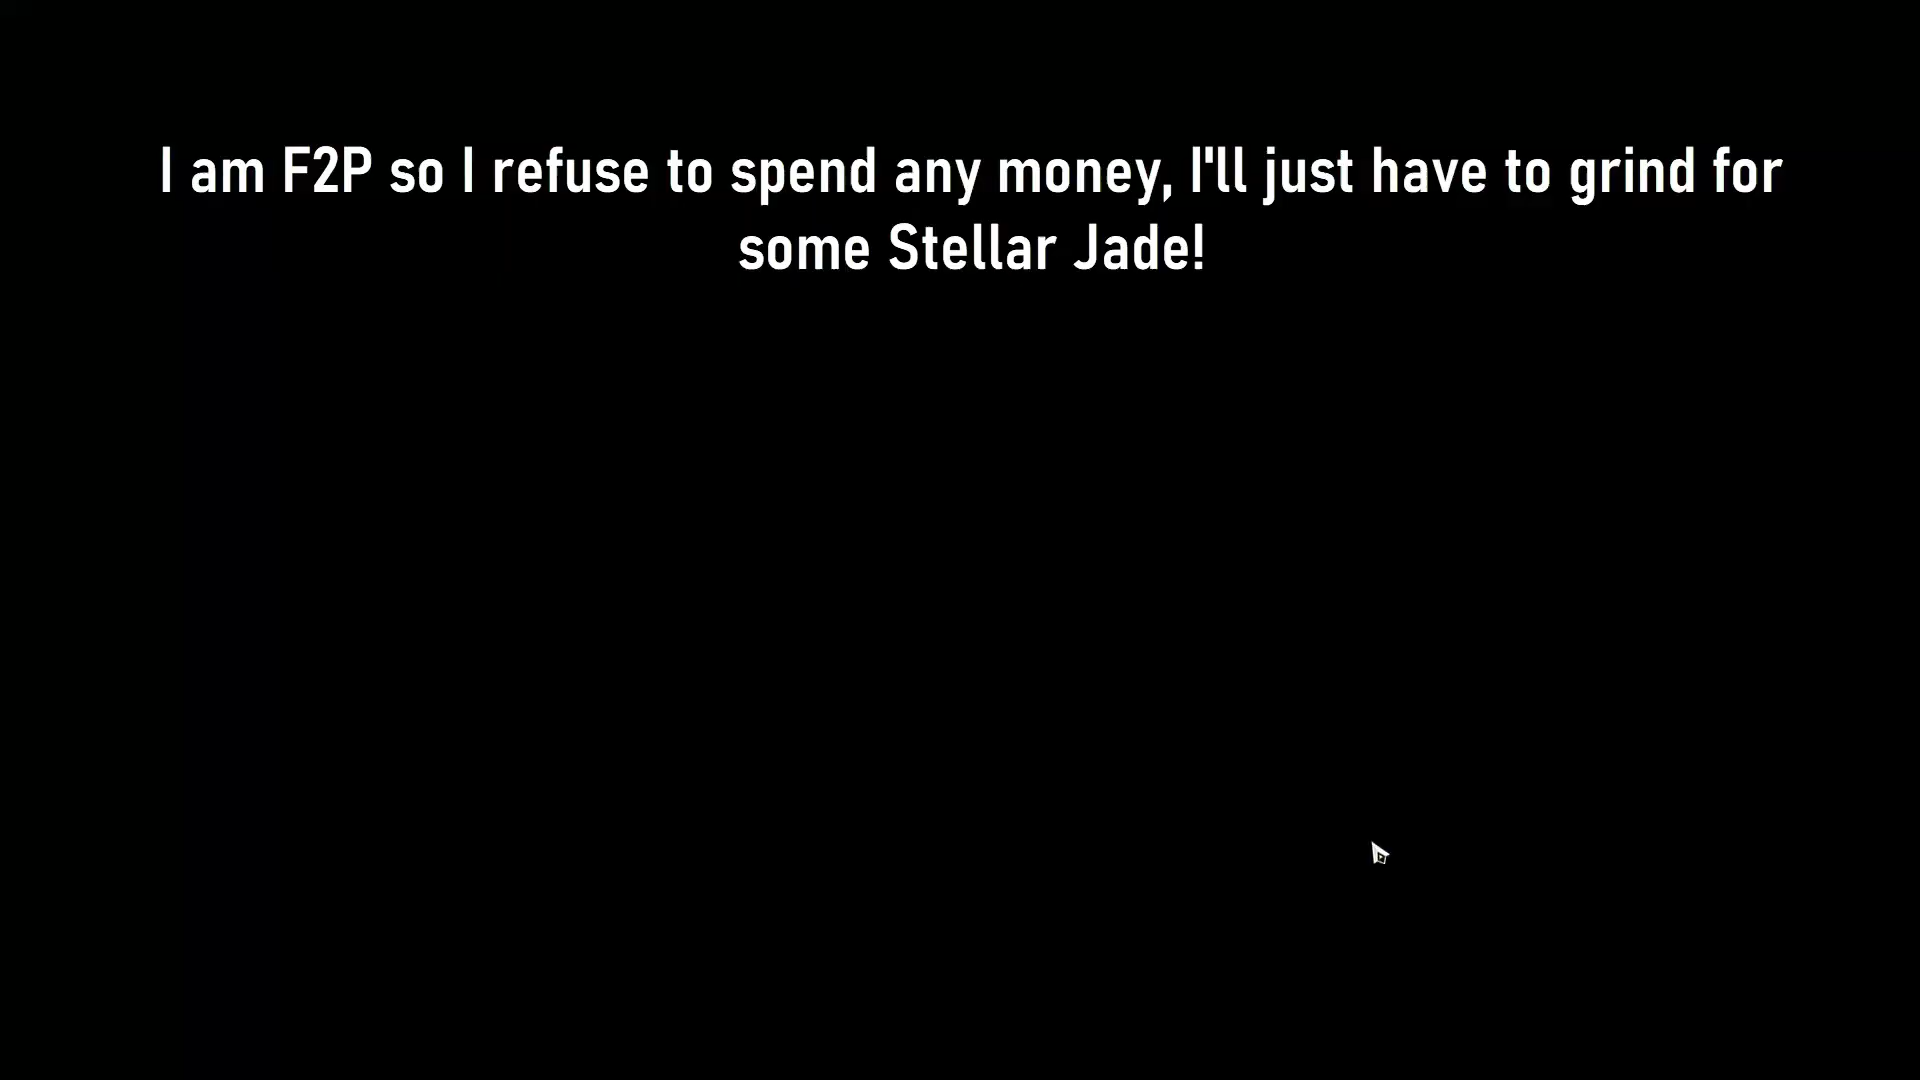 I am F2P so I refuse to spend any money, I'll just have to grind for
some Stellar Jade!